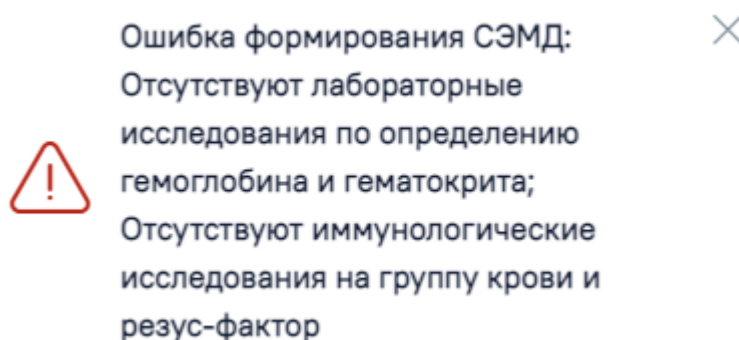 Ошибка формирования СЭМД:
Отсутствуют лабораторные
исследования по определению
гемоглобина и гематокрита;
Отсутствуют иммунологические
исследования на группу крови и
резус-фактор